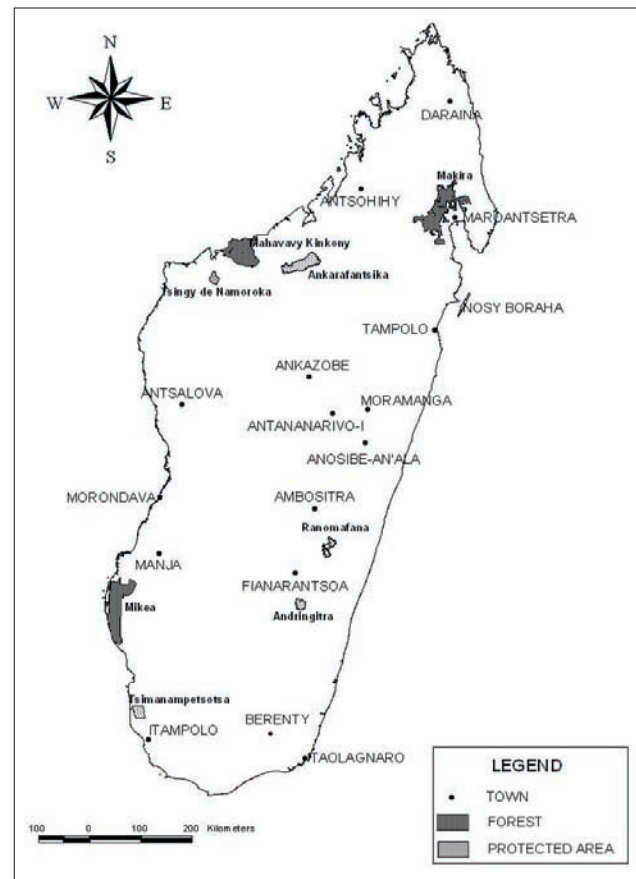 N
W
E
S
DARAINA
Makira
ANTSOHIHY
MAROANTSETRA
Mahavavy Kinkony
Ankarafantsika
Tsingy de Namoroka
NOSY BORAHA
TAMPOLO
ANKAZOBE
ANTSALOVA
MORAMANGA
ANTANANARIVO-I
ANOSIBE-AN'ALA
MORONDAVA
AMBOSITRA
Ranomafana
MANJA
FIANARANTSOA
Mikea
Andringitra
Tsimanampetsotsa
BERENTY
ITAMPOLO
TAOLAGNARO
LEGEND
TOWN
FOREST
PROTECTED AREA
100 0 100 200 Kilometers